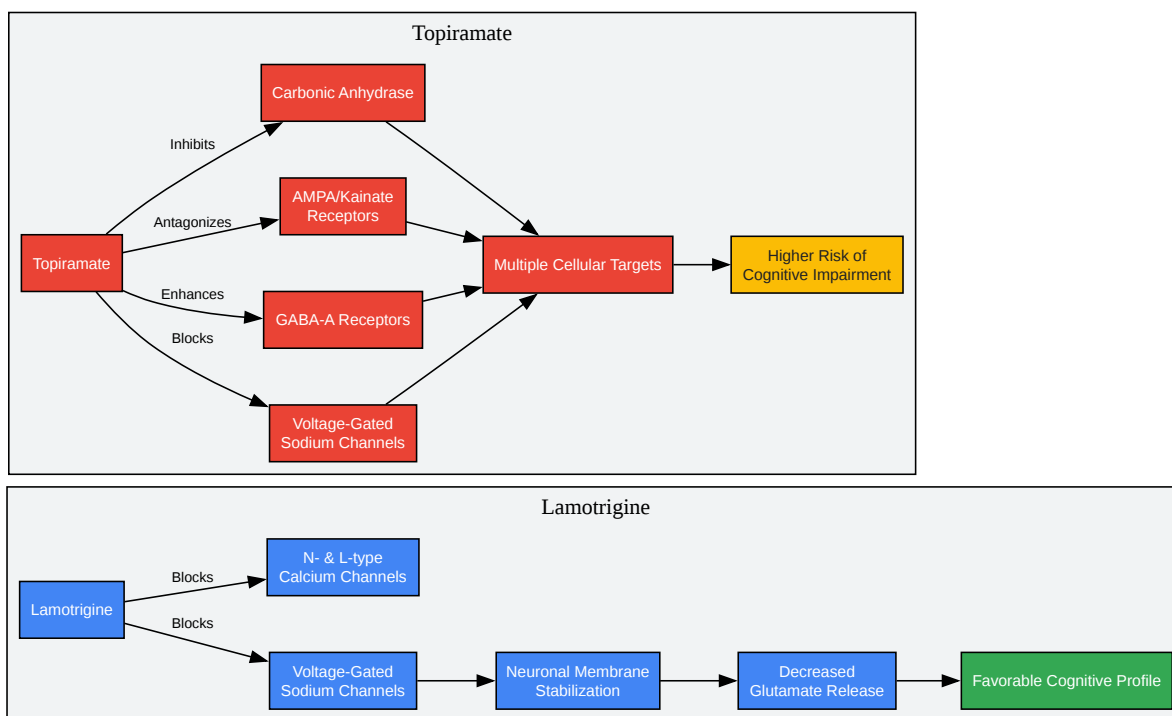 Topiramate
Carbonic Anhydrase
Inhibits
AMPA/Kainate
Receptors
Antagonizes
Topiramate
Multiple Cellular Targets
Higher Risk of
Cognitive Impairment
Enhances
GABA-A Receptors
Blocks
Voltage-Gated
Sodium Channels
Lamotrigine
N- & L-type
Calcium Channels
Blocks
Lamotrigine
Blocks
Voltage-Gated
Sodium Channels
Neuronal Membrane
Stabilization
Decreased
Glutamate Release
Favorable Cognitive Profile